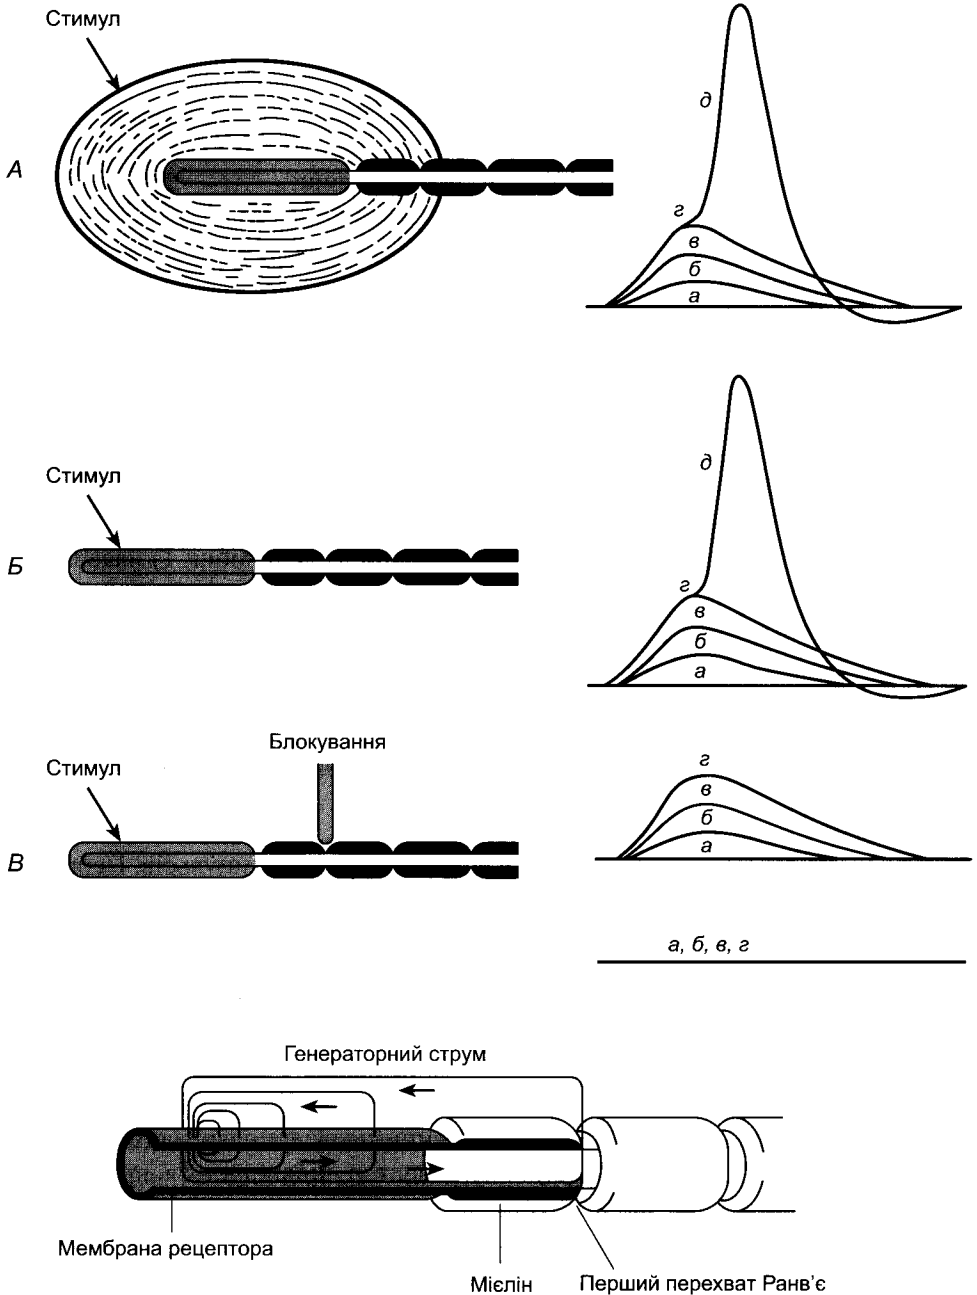 Стимул
А
д
г
в
б
а
Стимул
Б
д
г
в
б
а
Блокування
Стимул
В
г
в
б
а
а, б, в, г
Генераторний струм
Мембрана рецептора
Мієлін
Перший перехват Ранв’є